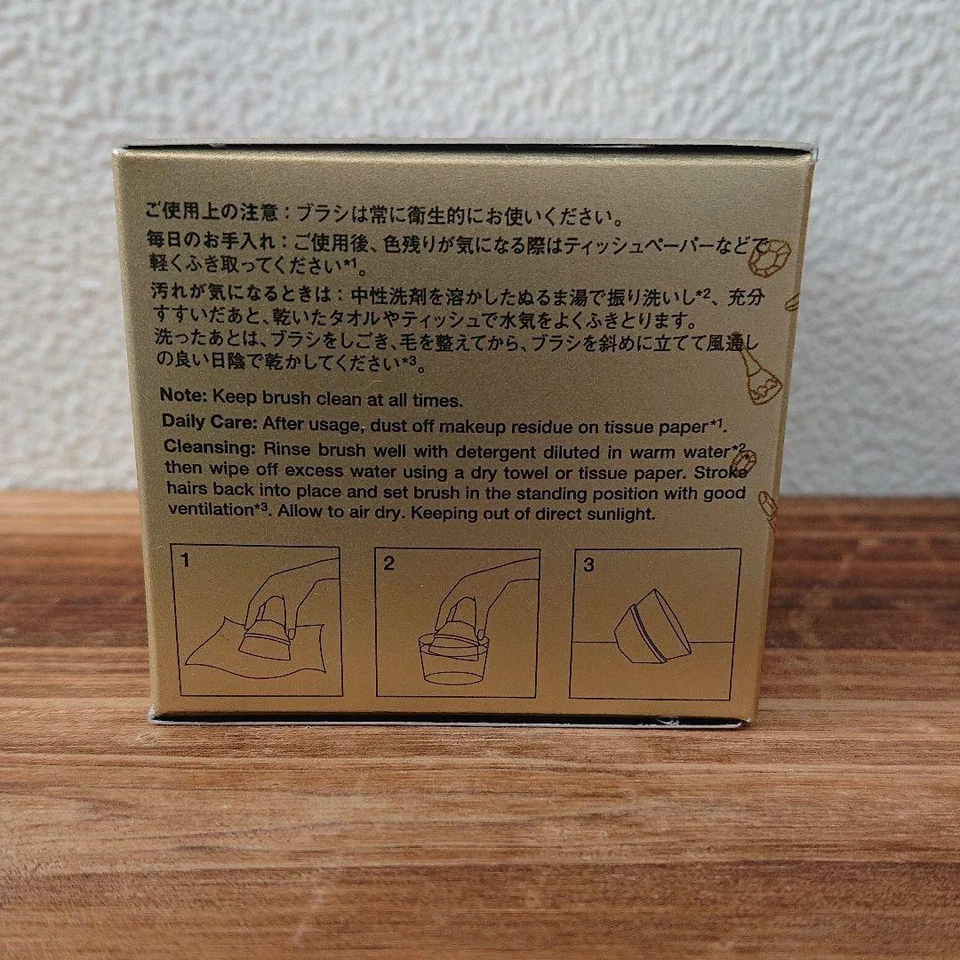 ご使用上の注意：ブラシは常に衛生的にお使いください。
毎日のお手入れ：ご使用後、色残りが気になる際はティッシュペーパーなどで
軽くふき取ってください*1。
汚れが気になるときは：中性洗剤を溶かしたぬるま湯で振り洗いし*2、充分
すすいだあと、乾いたタオルやティッシュで水気をよくふきとります。
洗ったあとは、ブラシをしごき、毛を整えてから、ブラシを斜めに立てて風通し
の良い日陰で乾かしてください*3。
Note: Keep brush clean at all times.
Daily Care: After usage, dust off makeup residue on tissue paper*1.
Cleansing: Rinse brush well with detergent diluted in warm water*2,
then wipe off excess water using a dry towel or tissue paper. Stroke
hairs back into place and set brush in the standing position with good
ventilation*3. Allow to air dry. Keeping out of direct sunlight.
1 2 3